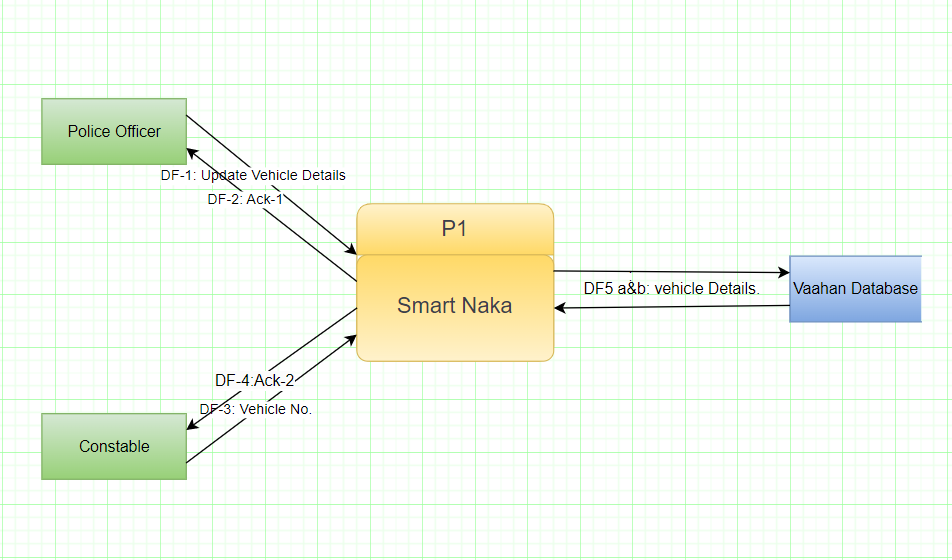 Police Officer
DF-1: Update Vehicle Details
DF-2: Ack-1
P1
Smart Naka
DF5 a&b: vehicle Details.
Vaahan Database
DF-4:Ack-2
DF-3: Vehicle No.
Constable